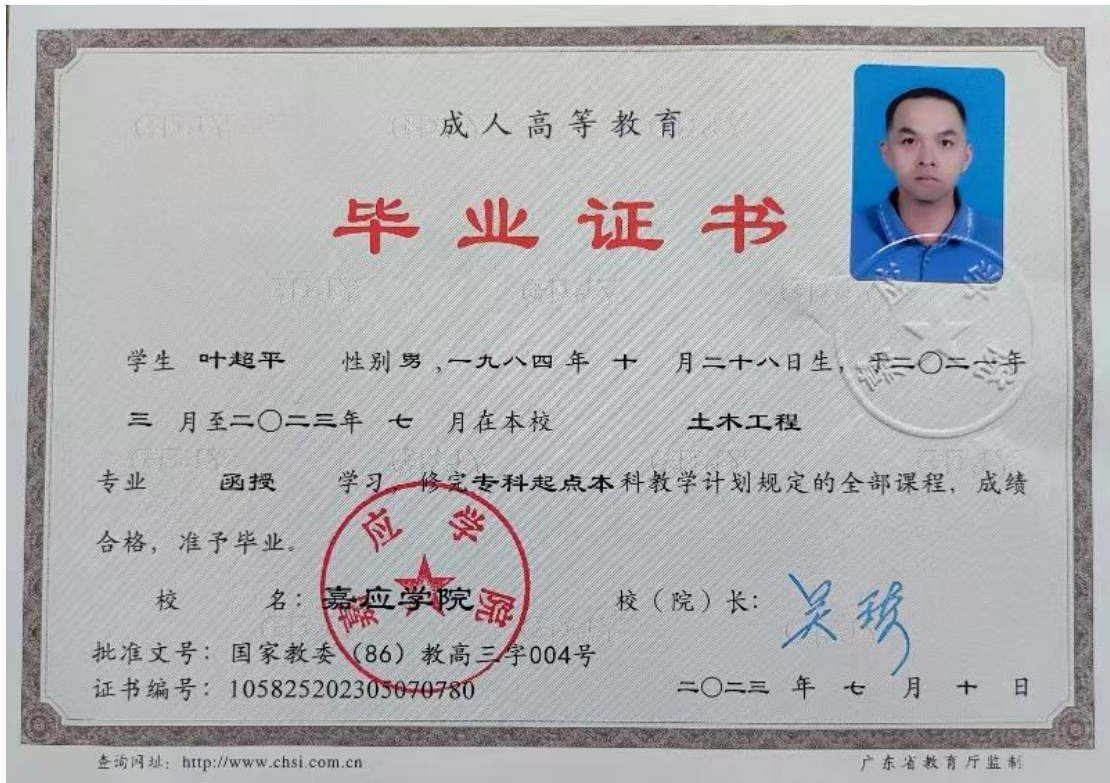 成人高等教育
毕业证书
学生 叶超平 性别 男 ,一九八四 年 十 月二十八日生, 于二〇二一年
三 月至二〇二三年 七 月在本校 土木工程
专业 函授 学习, 修完专科起点本科教学计划规定的全部课程, 成绩
合格, 准予毕业。
校 名: 嘉应学院 校(院)长:
批准文号: 国家教委(86)教高三字004号
证书编号: 105825202305070780 二〇二三 年 七 月 十 日
嘉应学院
查询网址: http://www.chsi.com.cn 广东省教育厅监制